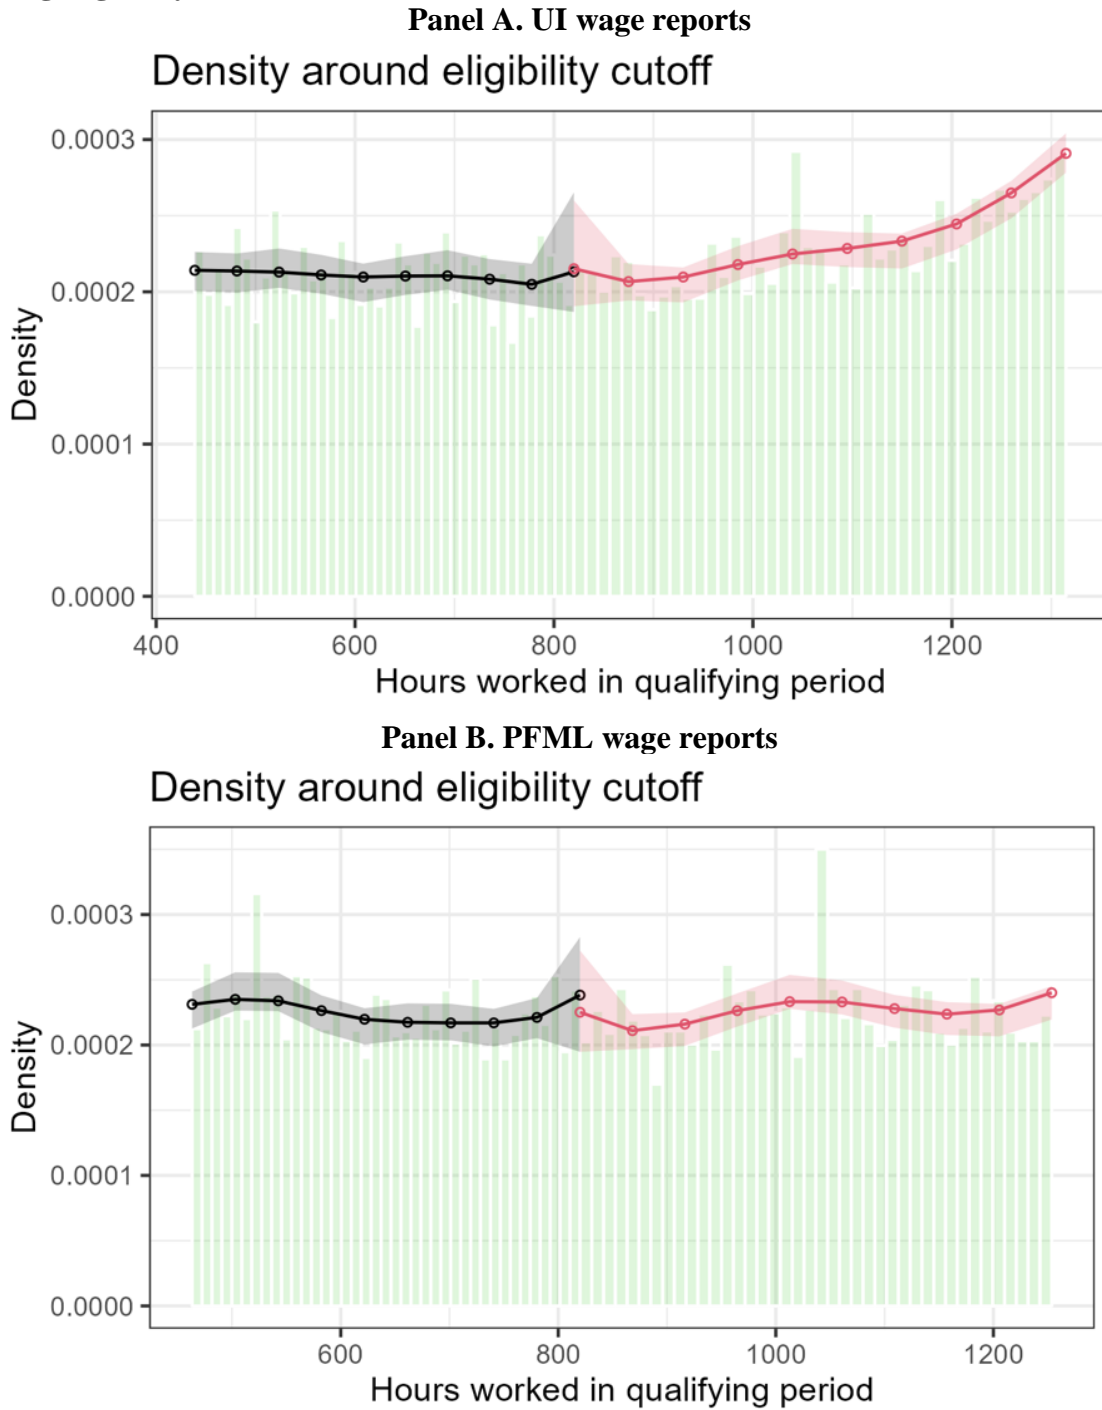 Panel A. UI wage reports
Density around eligibility cutoff
0.0003
0.0002
0.0001
0.0000
Density
400 600 800 1000 1200
Hours worked in qualifying period
Panel B. PFML wage reports
Density around eligibility cutoff
0.0003
0.0002
0.0001
0.0000
Density
600 800 1000 1200
Hours worked in qualifying period